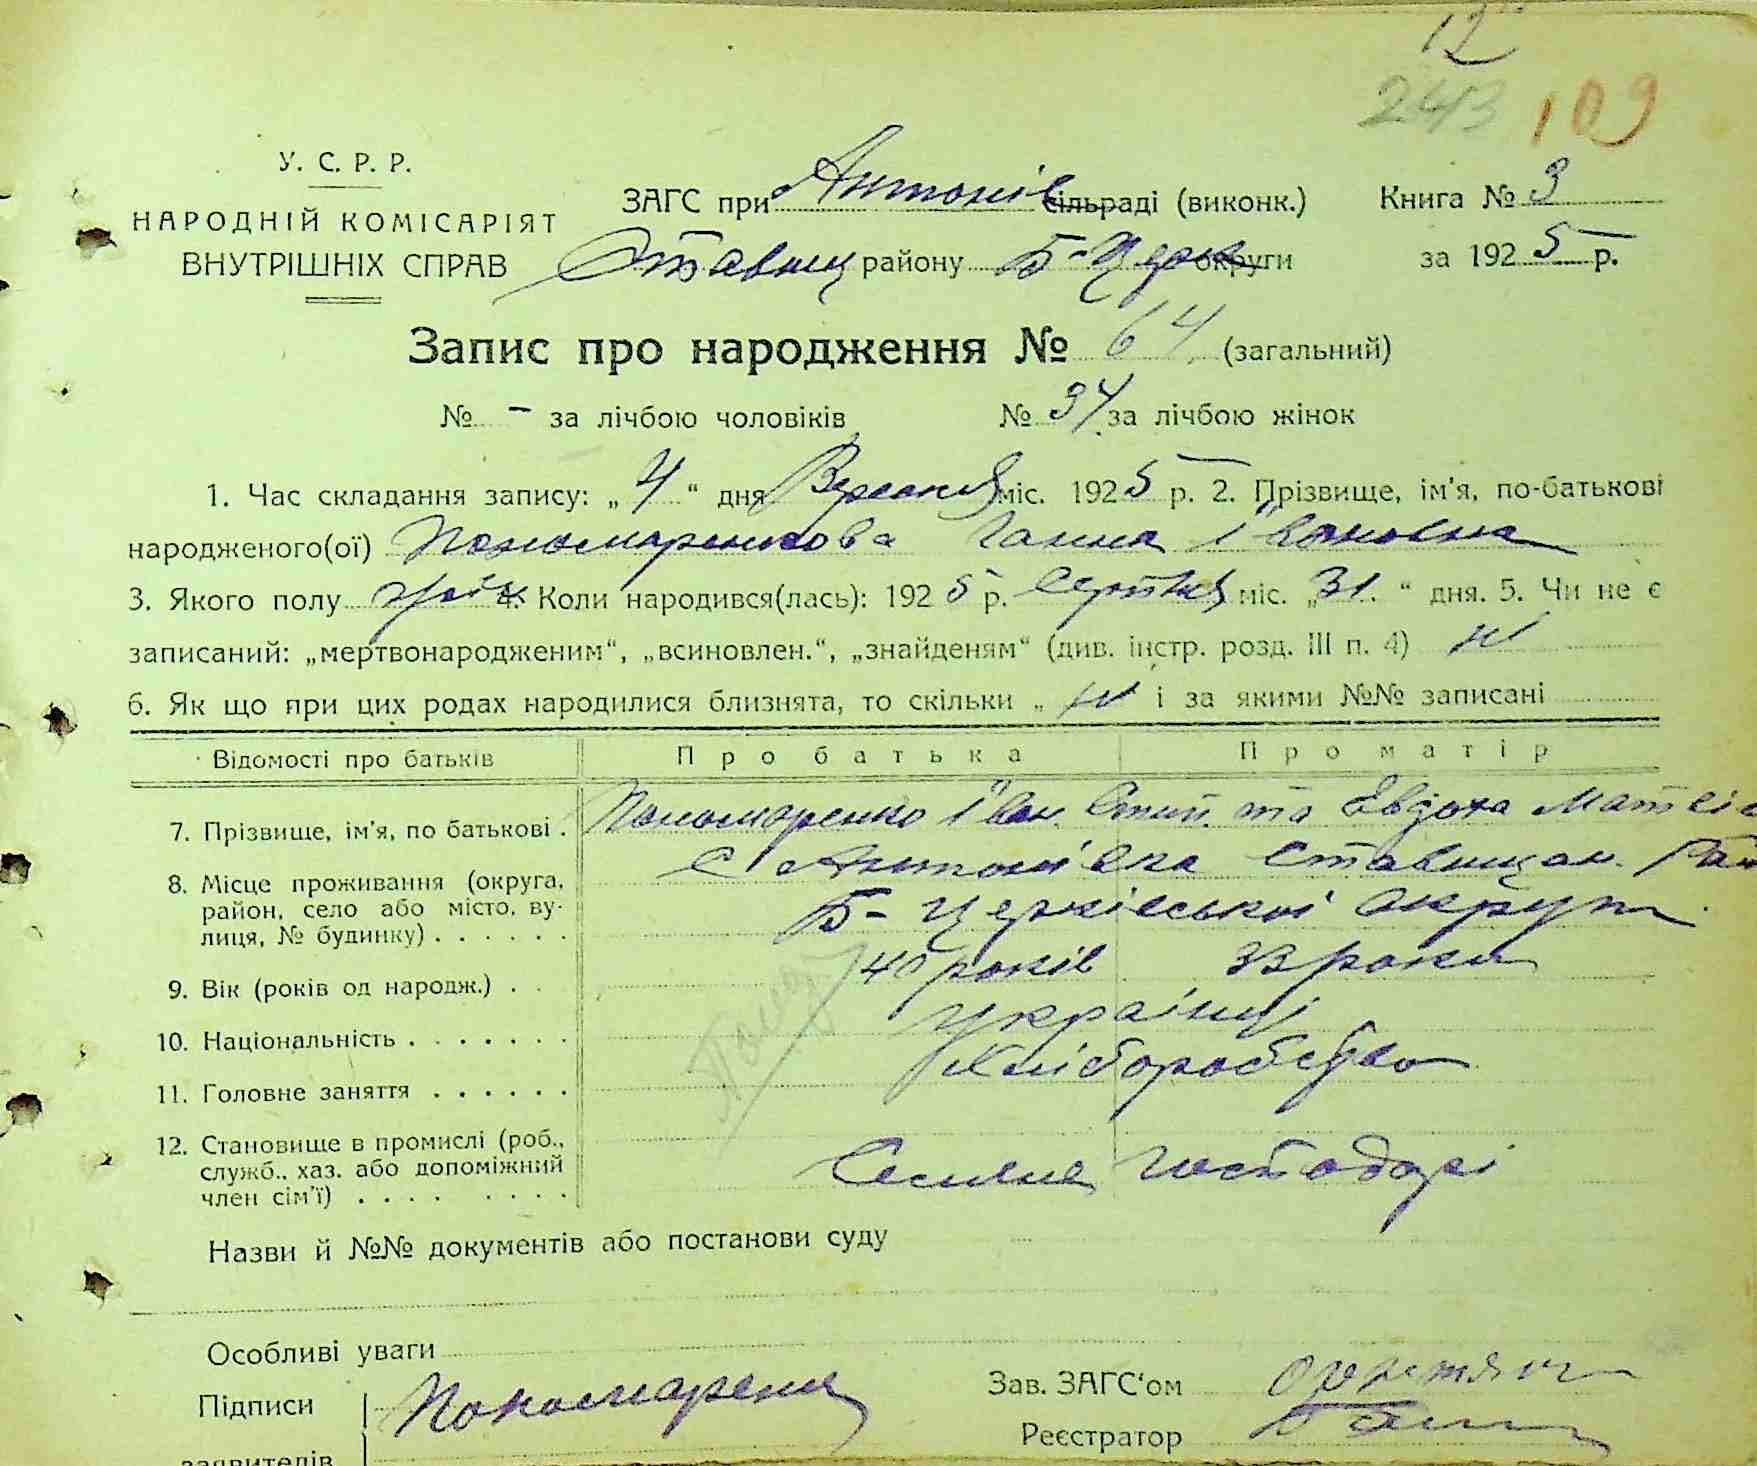 12
243 109
У. С. Р. Р.
НАРОДНІЙ КОМІСАРІЯТ
ВНУТРІШНІХ СПРАВ
ЗАГС при Антонів сільраді (виконк.)
Ставищ району Б-Церк округи
Книга № 3
за 1925 р.
Запис про народження № 64 (загальний)
№ - за лічбою чоловіків № 34 за лічбою жінок
1. Час складання запису: „4“ дня Вересня міс. 1925 р. 2. Прізвище, ім'я, по-батькові
народженого(ої) Пономаренкова Ганна Івановна
3. Якого полу жін 4. Коли народився(лась): 1925 р. Серпня міс. „31.“ дня. 5. Чи не є
записаний: „мертвонародженим“, „всиновлен.“, „знайденям“ (див. інстр. розд. III п. 4) ні
6. Як що при цих родах народилися близнята, то скільки „ ні і за якими №№ записані
Відомості про батьків Про батька Про матір
7. Прізвище, ім'я, по батькові . Пономаренко Іван. та Євдоха Матвіє
8. Місце проживання (округа, район, село або місто, ву-
лиця, № будинку) . . . . . .
с Антонівка Ставищан. Рай
Б-Церківської округи.
9. Вік (років од народж.) . . 40 років 33 роки
10. Національність . . . . . . . Українці
11. Головне заняття . . . . . . Хліборобство
12. Становище в промислі (роб.,
служб., хаз. або допоміжний
член сім'ї) . . . . . . . .
Селяне господарі
Назви й №№ документів або постанови суду
Особливі уваги
Підписи
заявителів
Пономаренко
Зав. ЗАГС‘ом
Реєстратор